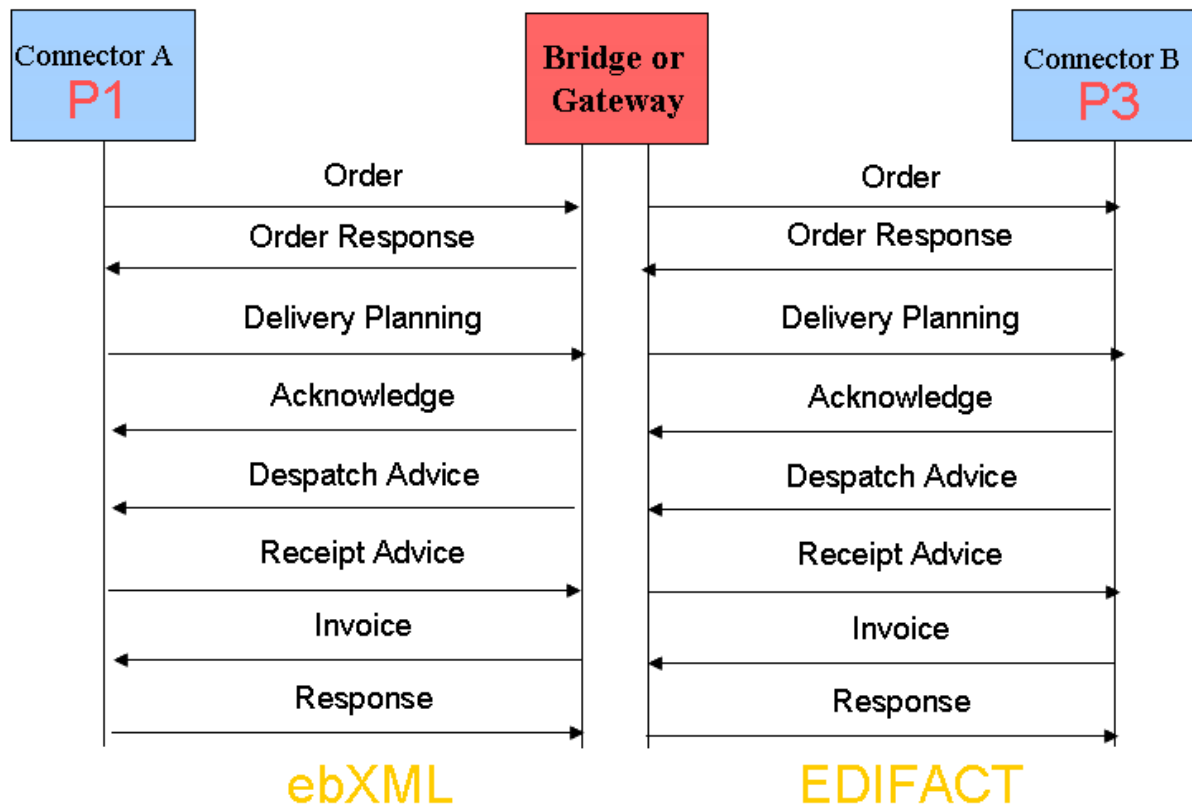 Connector A
P1
Bridge or
Gateway
Connector B
P3
Order
Order
Order Response
Order Response
Delivery Planning
Delivery Planning
Acknowledge
Acknowledge
Despatch Advice
Despatch Advice
Receipt Advice
Receipt Advice
Invoice
Invoice
Response
Response
ebXML
EDIFACT